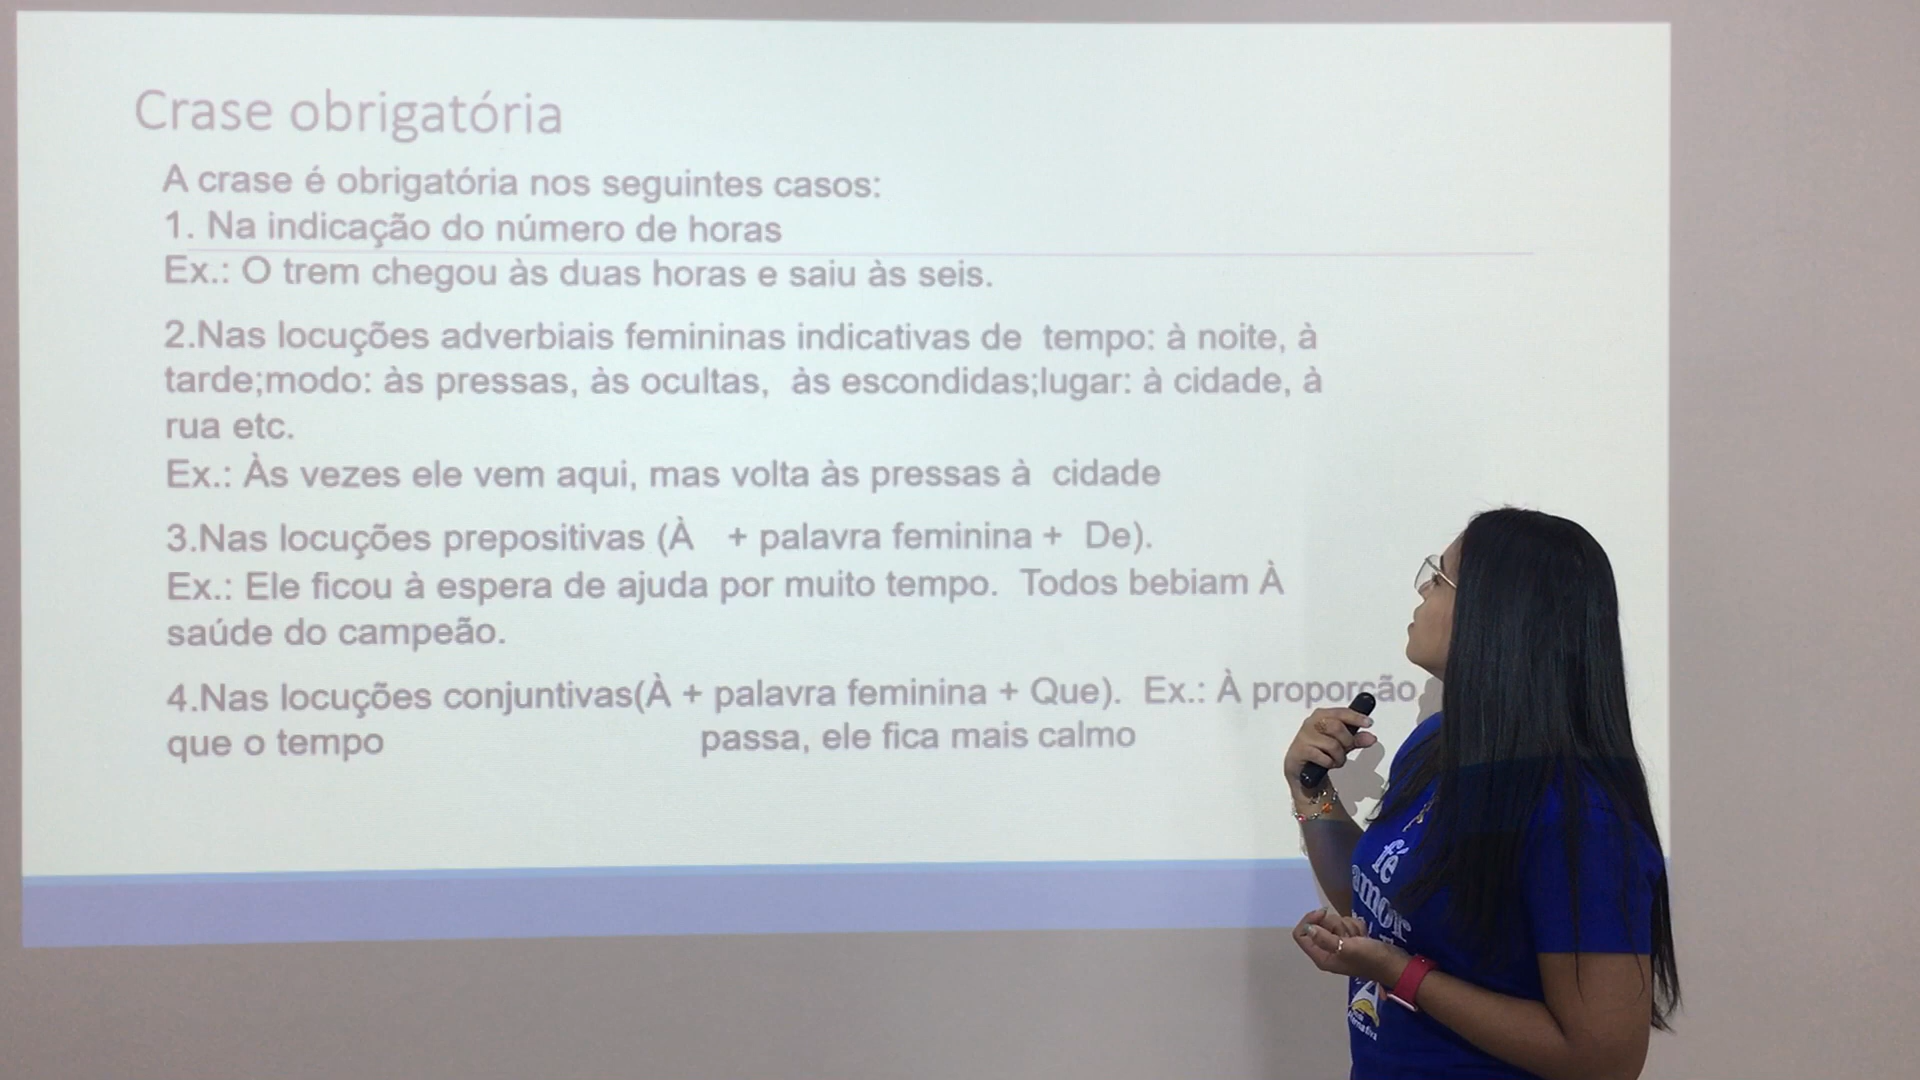 Crase obrigatória
A crase é obrigatória nos seguintes casos:
1. Na indicação do número de horas
Ex.: O trem chegou às duas horas e saiu às seis.
2.Nas locuções adverbiais femininas indicativas de tempo: à noite, à
tarde;modo: às pressas, às ocultas, às escondidas;lugar: à cidade, à
rua etc.
Ex.: Às vezes ele vem aqui, mas volta às pressas à cidade
3.Nas locuções prepositivas (À + palavra feminina + De).
Ex.: Ele ficou à espera de ajuda por muito tempo. Todos bebiam À
saúde do campeão.
4.Nas locuções conjuntivas(À + palavra feminina + Que). Ex.: À proporção
que o tempo passa, ele fica mais calmo
fé
amor